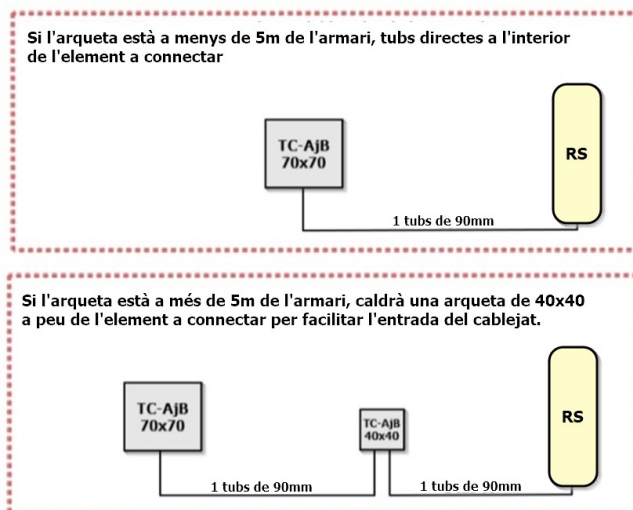 Si l'arqueta està a menys de 5m de l'armari, tubs directes a l'interior
de l'element a connectar
TC-AjB
70x70
RS
1 tubs de 90mm
Si l'arqueta està a més de 5m de l'armari, caldrà una arqueta de 40x40
a peu de l'element a connectar per facilitar l'entrada del cablejat.
TC-AjB
70x70
TC-AjB
40x40
RS
1 tubs de 90mm
1 tubs de 90mm